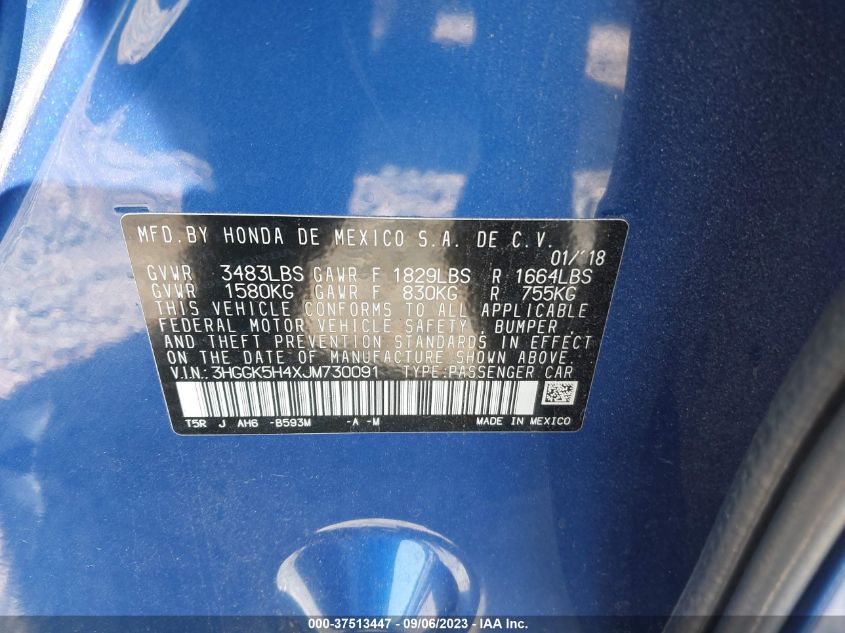 MFD. BY HONDA DE MEXICO S.A. DE C.V.
01/'18
GVWR 3483LBS GAWR F 1829LBS R 1664LBS
GVWR 1580KG GAWR F 830KG R 755KG
THIS VEHICLE CONFORMS TO ALL APPLICABLE
FEDERAL MOTOR VEHICLE SAFETY, BUMPER,
AND THEFT PREVENTION STANDARDS IN EFFECT
ON THE DATE OF MANUFACTURE SHOWN ABOVE.
V.I.N.: 3HGGK5H4XJM730091 TYPE:PASSENGER CAR
T5R J AH6 -B593M -A -M MADE IN MEXICO
000-37513447 - 09/06/2023 - IAA Inc.